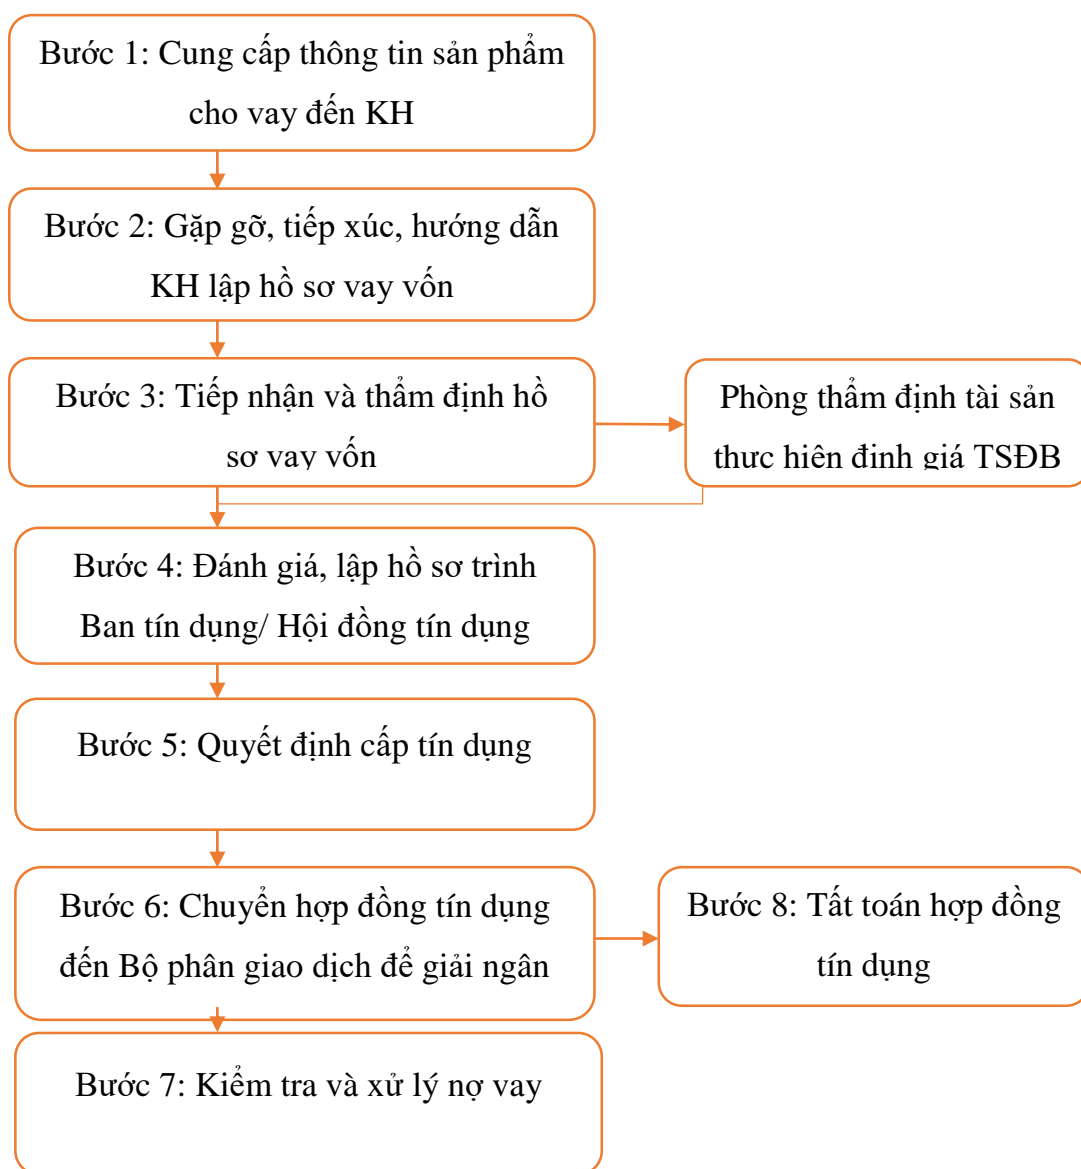 Bước 1: Cung cấp thông tin sản phẩm
cho vay đến KH
Bước 2: Gặp gỡ, tiếp xúc, hướng dẫn
KH lập hồ sơ vay vốn
Bước 3: Tiếp nhận và thẩm định hồ
sơ vay vốn
Phòng thẩm định tài sản
thực hiện định giá TSĐB
Bước 4: Đánh giá, lập hồ sơ trình
Ban tín dụng/ Hội đồng tín dụng
Bước 5: Quyết định cấp tín dụng
Bước 6: Chuyển hợp đồng tín dụng
đến Bộ phân giao dịch để giải ngân
Bước 8: Tất toán hợp đồng
tín dụng
Bước 7: Kiểm tra và xử lý nợ vay